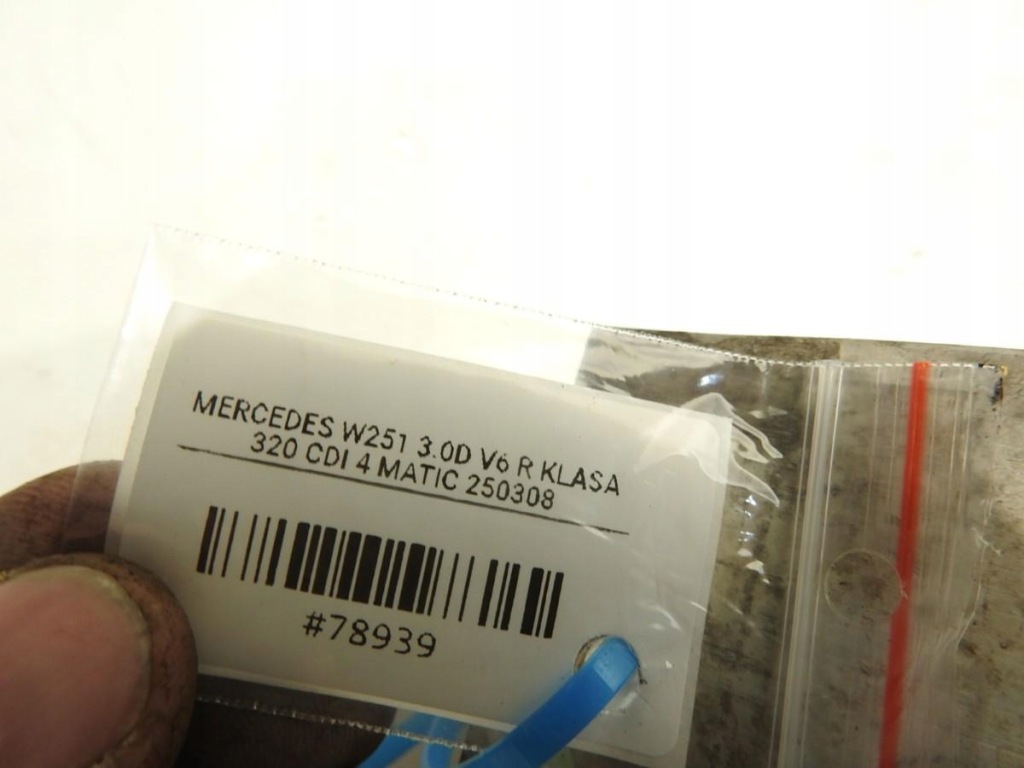 MERCEDES W251 3.0D V6 R KLASA
320 CDI 4 MATIC 250308
#78939